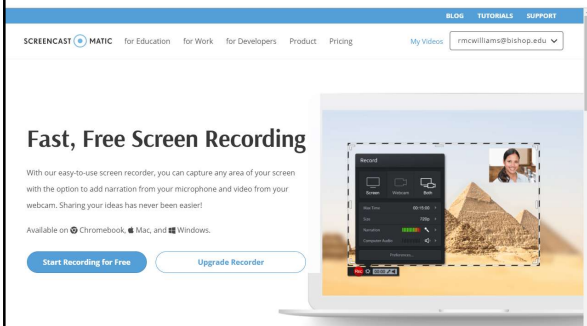 BLOG TUTORIALS SUPPORT
SCREENCAST MATIC for Education for Work for Developers Product Pricing My Videos rmcwilliams@bishop.edu
Fast, Free Screen Recording
With our easy-to-use screen recorder, you can capture any area of your screen
with the option to add narration from your microphone and video from your
webcam. Sharing your ideas has never been easier!
Available on Chromebook, Mac, and Windows.
Start Recording for Free Upgrade Recorder
Record
Screen Webcam Both
Max Time 00:15:00
Size 720p
Narration
Computer Audio
Preferences...
Rec